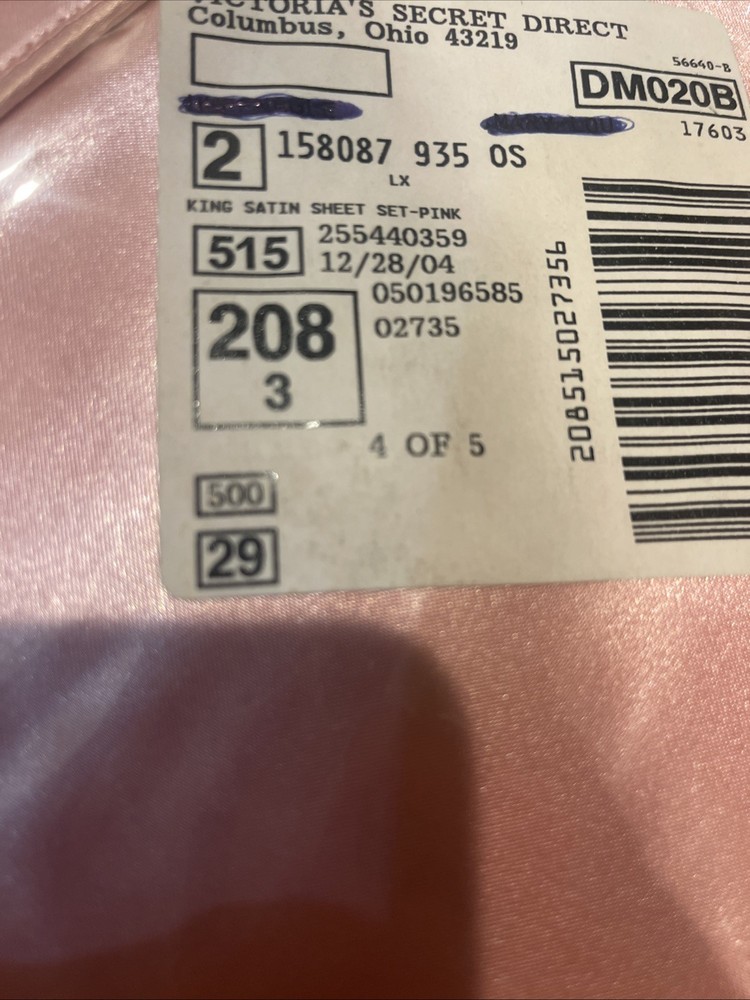 VICTORIA'S SECRET DIRECT
Columbus, Ohio 43219
56640-B
DM020B
17603
2 158087 935 OS
LX
KING SATIN SHEET SET-PINK
515 255440359
12/28/04
208 050196585
3 02735
4 OF 5
500
29
208515027356